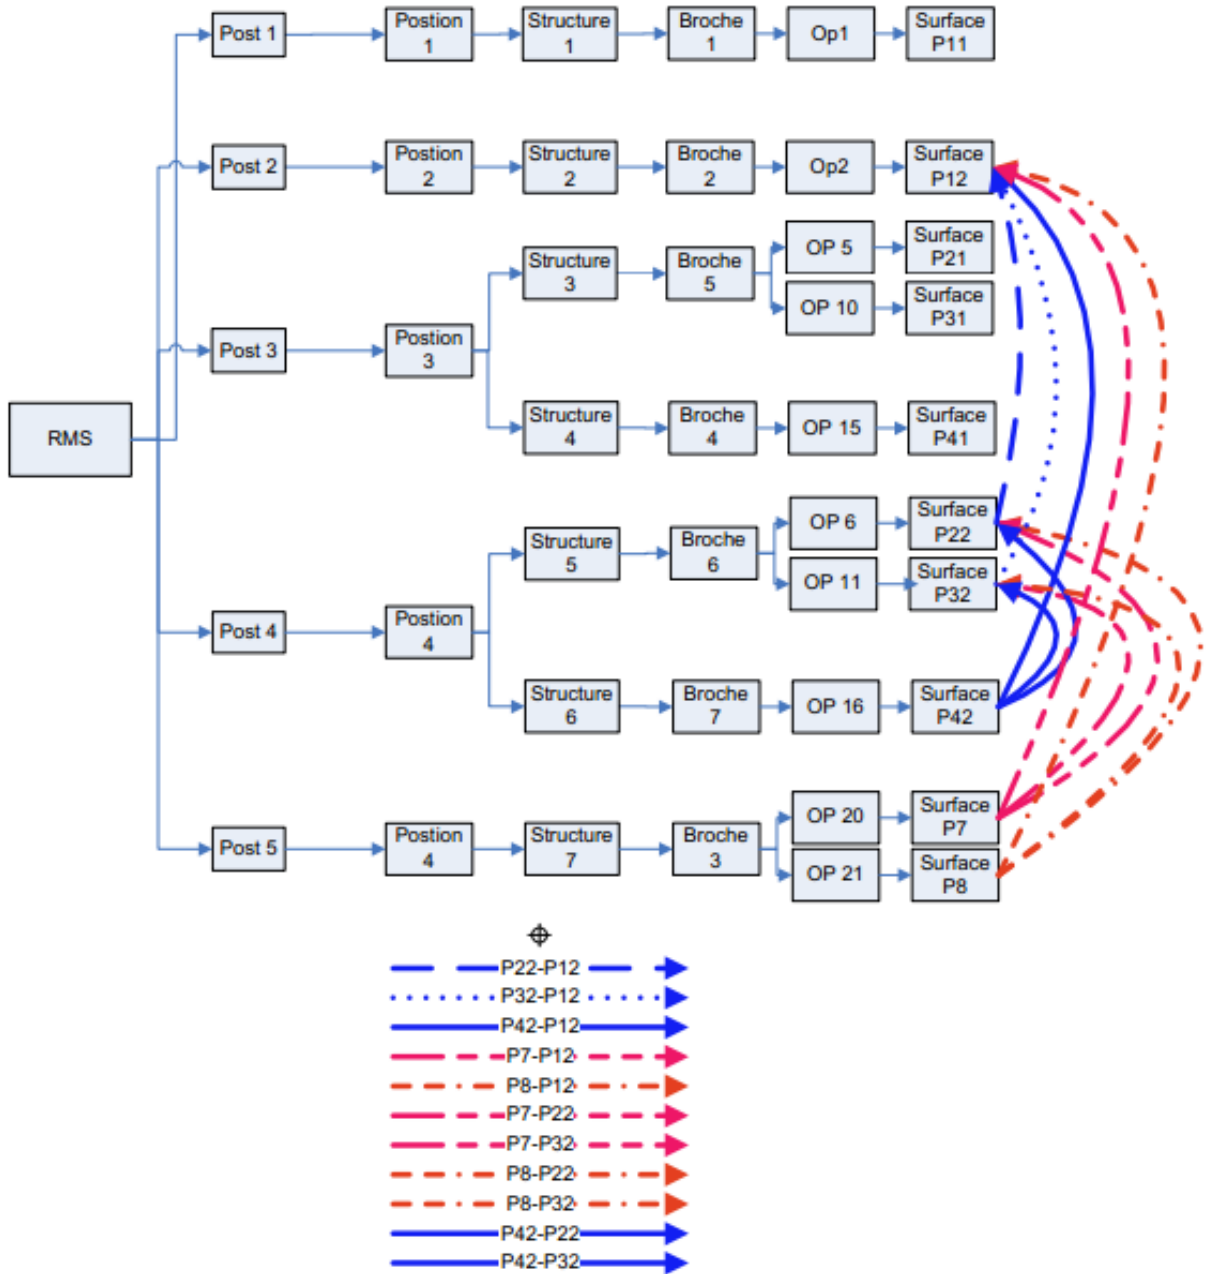 Post 1
Postion
1
Structure
1
Broche
1
Op1
Surface
P11
Post 2
Postion
2
Structure
2
Broche
2
Op2
Surface
P12
Structure
3
Broche
5
OP 5
Surface
P21
OP 10
Surface
P31
Post 3
Postion
3
RMS
Structure
4
Broche
4
OP 15
Surface
P41
Structure
5
Broche
6
OP 6
Surface
P22
OP 11
Surface
P32
Post 4
Postion
4
Structure
6
Broche
7
OP 16
Surface
P42
Post 5
Postion
4
Structure
7
Broche
3
OP 20
Surface
P7
OP 21
Surface
P8
P22-P12
P32-P12
P42-P12
P7-P12
P8-P12
P7-P22
P7-P32
P8-P22
P8-P32
P42-P22
P42-P32